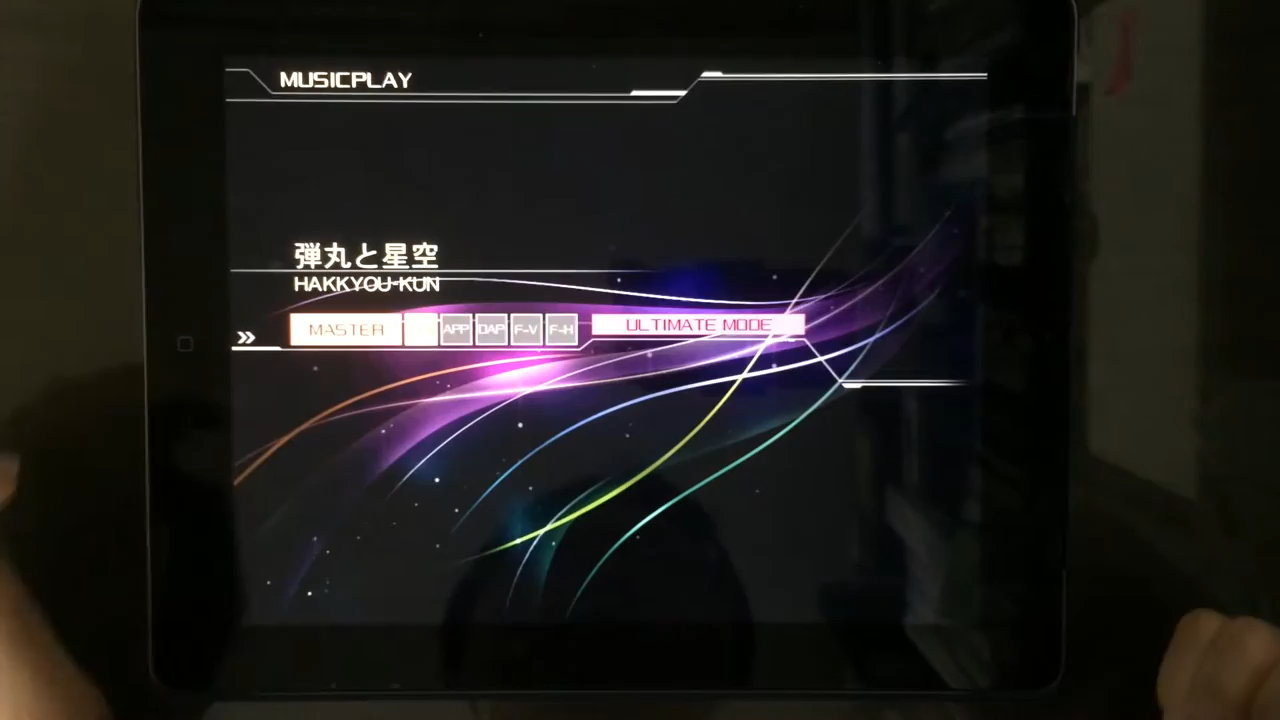 MUSICPLAY
弾丸と星空
HAKKYOU-KUN
MASTER APP DAP F-V F-H ULTIMATE MODE